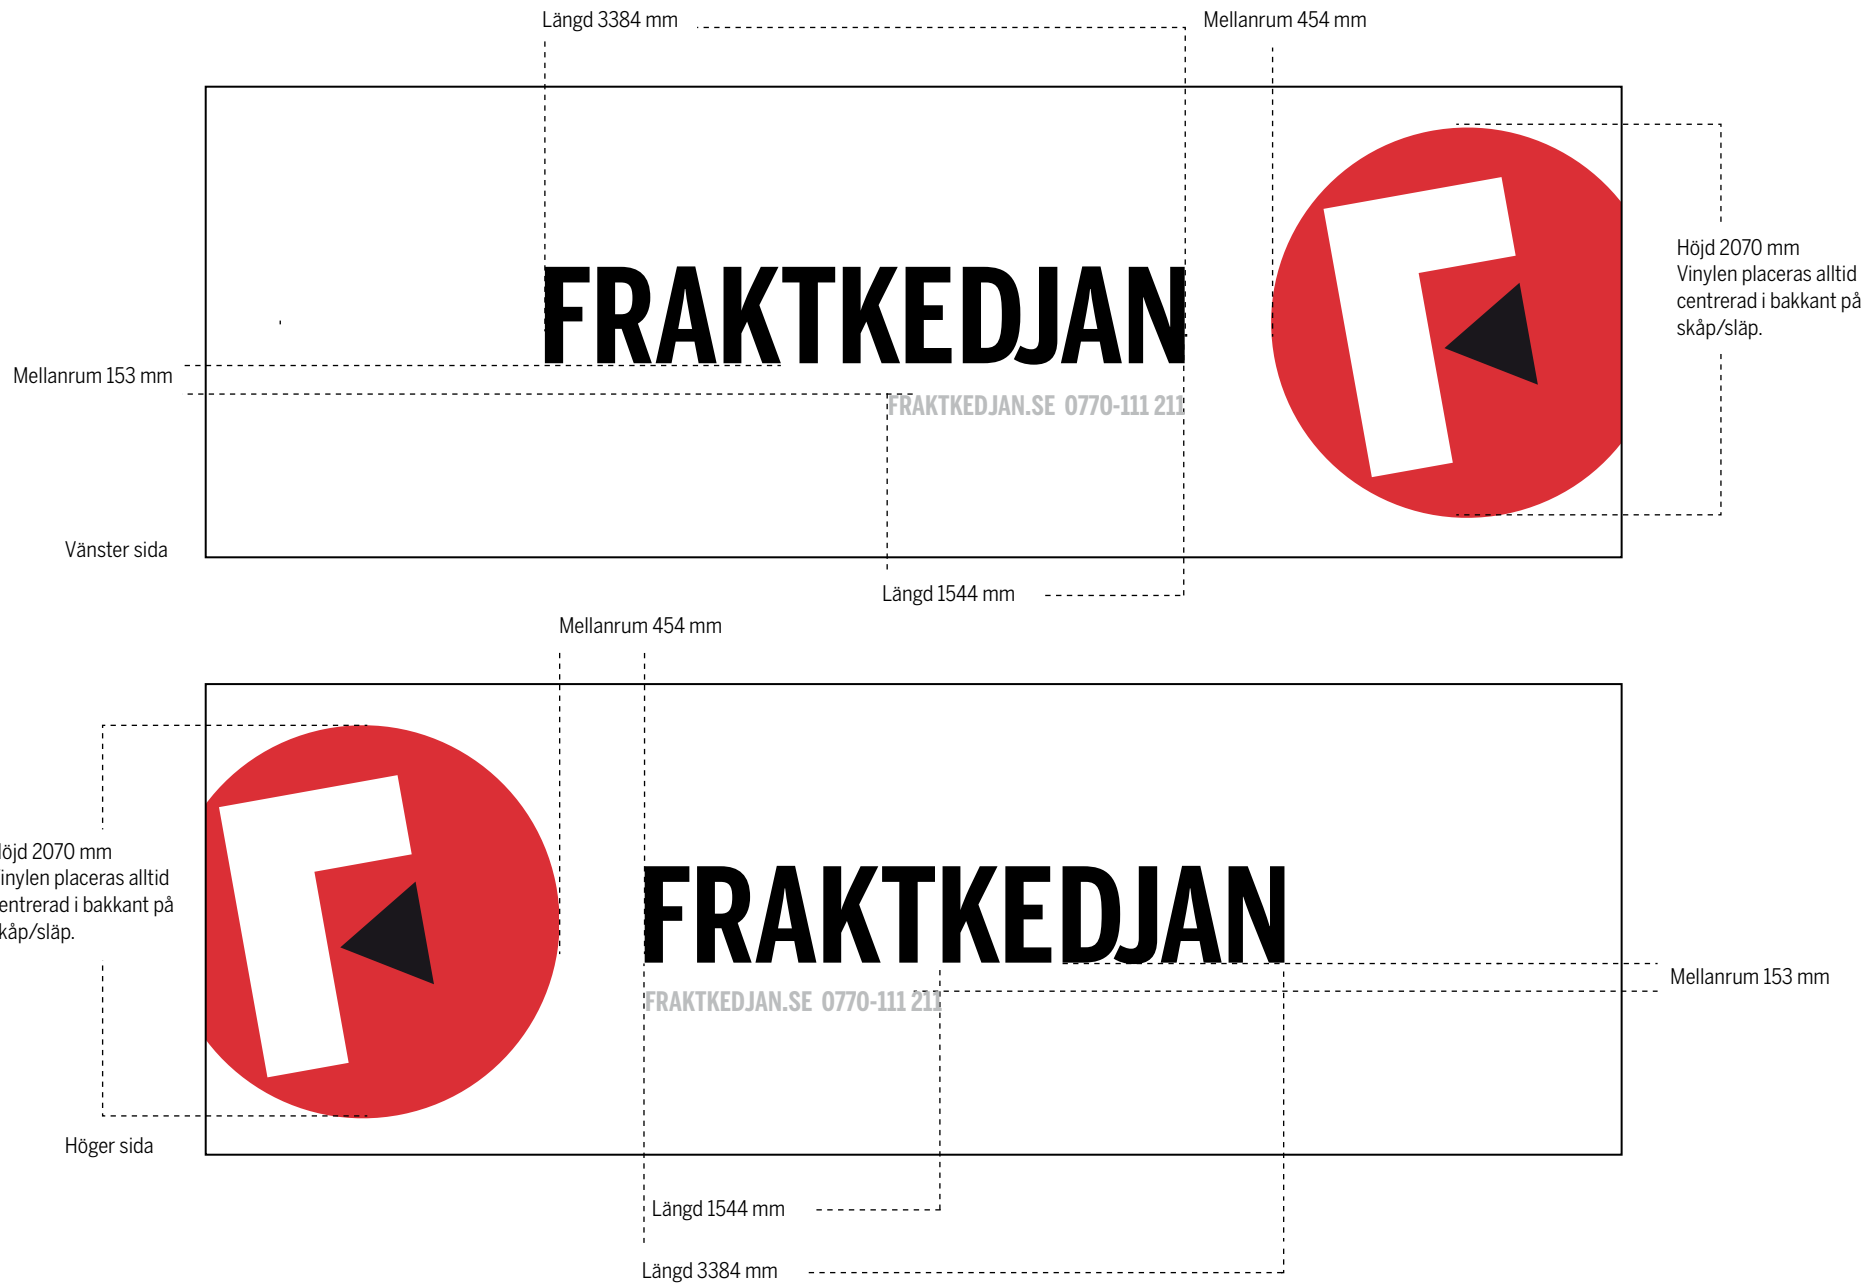 Längd 3384 mm
Mellanrum 454 mm
Höjd 2070 mm
Vinylen placeras alltid
centrerad i bakkant på
skåp/släp.
FRAKTKEDJAN
Mellanrum 153 mm
FRAKTKEDJAN.SE 0770-111 211
Vänster sida
Längd 1544 mm
Mellanrum 454 mm
öjd 2070 mm
inylen placeras alltid
entrerad i bakkant på
kåp/släp.
FRAKTKEDJAN
Mellanrum 153 mm
FRAKTKEDJAN.SE 0770-111 211
Höger sida
Längd 1544 mm
Längd 3384 mm